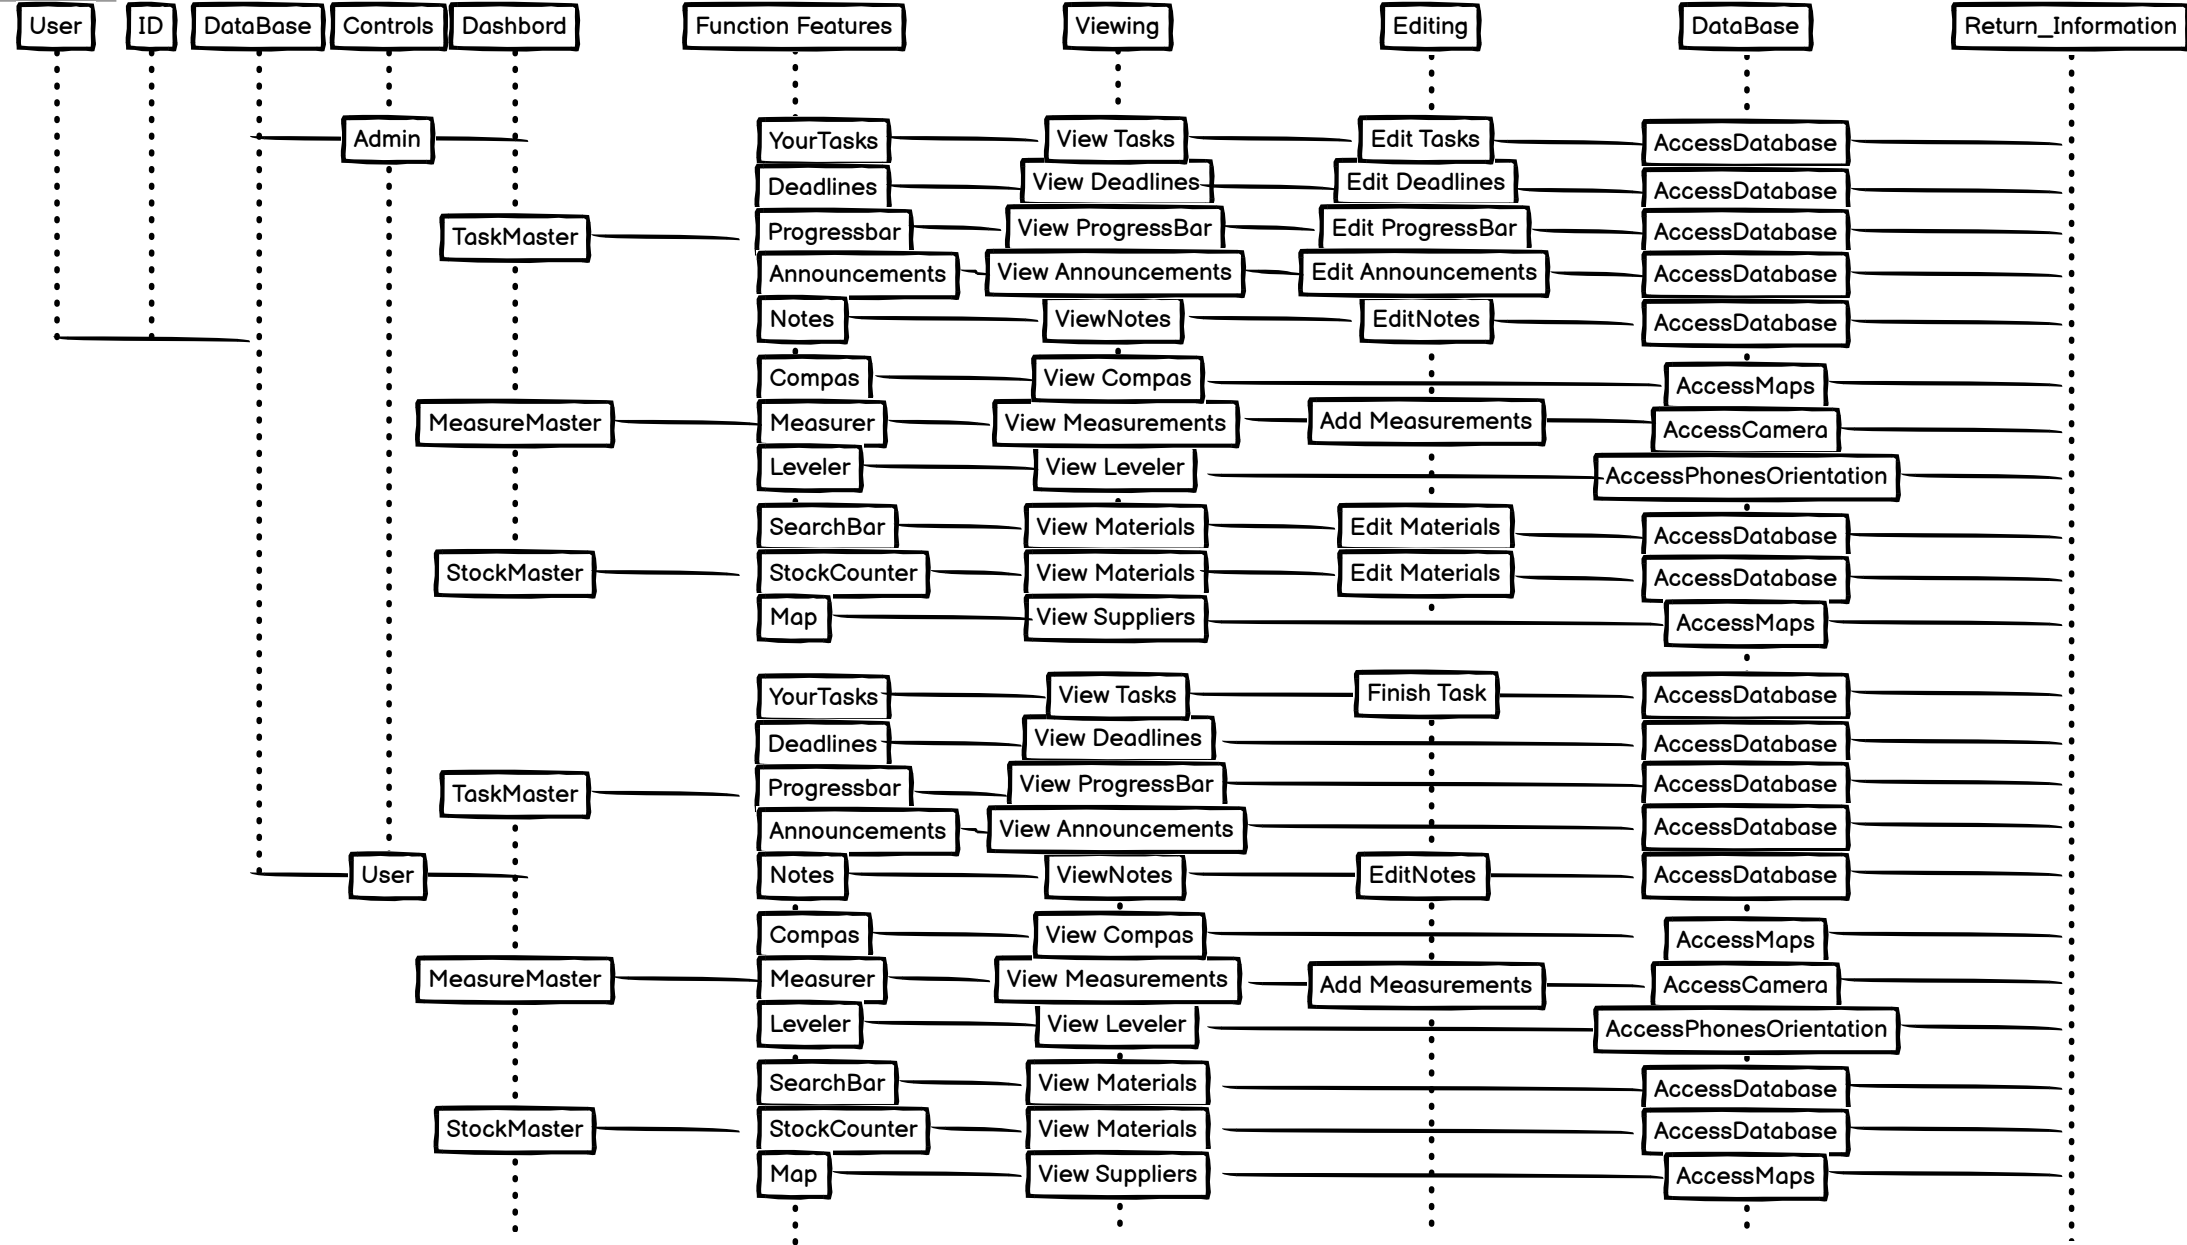 User ID DataBase Controls Dashbord Function Features Viewing Editing DataBase Return_Information
Admin YourTasks View Tasks Edit Tasks AccessDatabase
Deadlines View Deadlines Edit Deadlines AccessDatabase
TaskMaster Progressbar View ProgressBar Edit ProgressBar AccessDatabase
Announcements View Announcements Edit Announcements AccessDatabase
Notes ViewNotes EditNotes AccessDatabase
Compas View Compas AccessMaps
MeasureMaster Measurer View Measurements Add Measurements AccessCamera
Leveler View Leveler AccessPhonesOrientation
SearchBar View Materials Edit Materials AccessDatabase
StockMaster StockCounter View Materials Edit Materials AccessDatabase
Map View Suppliers AccessMaps
YourTasks View Tasks Finish Task AccessDatabase
Deadlines View Deadlines AccessDatabase
TaskMaster Progressbar View ProgressBar AccessDatabase
Announcements View Announcements AccessDatabase
User Notes ViewNotes EditNotes AccessDatabase
Compas View Compas AccessMaps
MeasureMaster Measurer View Measurements Add Measurements AccessCamera
Leveler View Leveler AccessPhonesOrientation
SearchBar View Materials AccessDatabase
StockMaster StockCounter View Materials AccessDatabase
Map View Suppliers AccessMaps